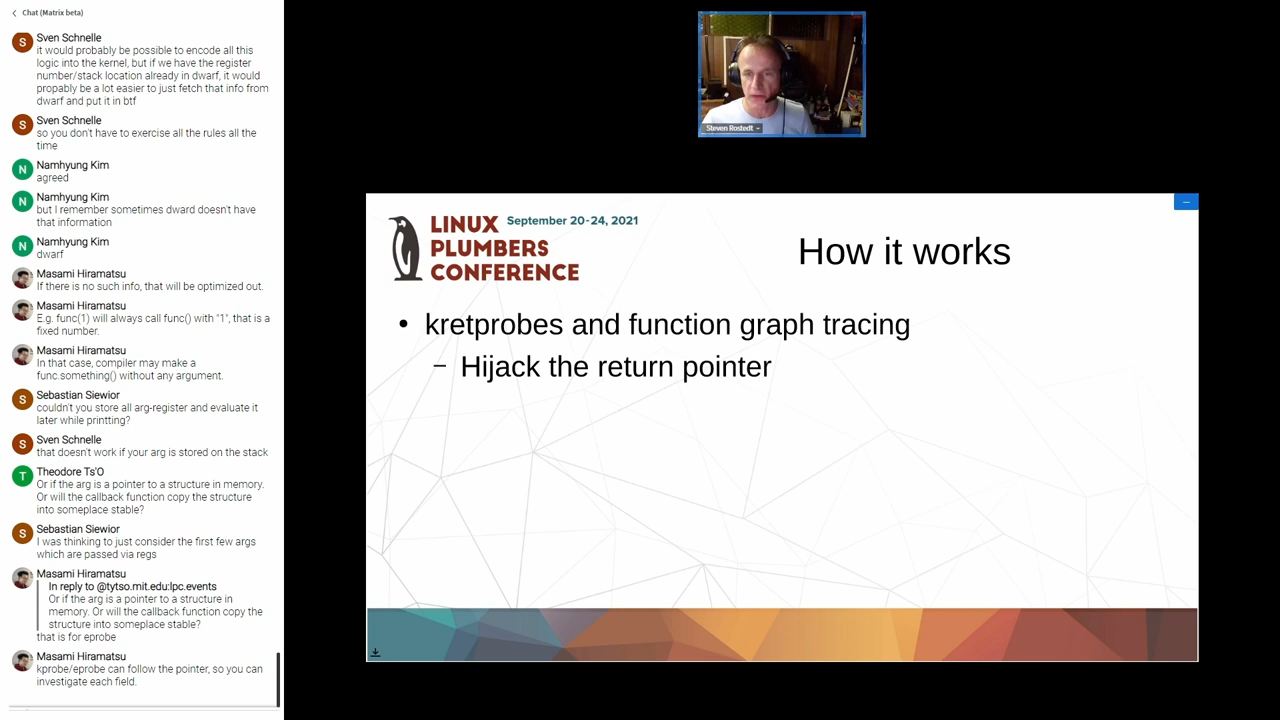 Chat (Matrix beta)
S
Sven Schnelle
it would probably be possible to encode all this
logic into the kernel, but if we have the register
number/stack location already in dwarf, it would
propably be a lot easier to just fetch that info from
dwarf and put it in btf
S
Sven Schnelle
so you don't have to exercise all the rules all the
time
N
Namhyung Kim
agreed
N
Namhyung Kim
but I remember sometimes dward doesn't have
that information
N
Namhyung Kim
dwarf
Masami Hiramatsu
If there is no such info, that will be optimized out.
Masami Hiramatsu
E.g. func(1) will always call func() with "1", that is a
fixed number.
Masami Hiramatsu
In that case, compiler may make a
func.something() without any argument.
S
Sebastian Siewior
couldn't you store all arg-register and evaluate it
later while printting?
S
Sven Schnelle
that doesn't work if your arg is stored on the stack
T
Theodore Ts'O
Or if the arg is a pointer to a structure in memory.
Or will the callback function copy the structure
into someplace stable?
S
Sebastian Siewior
I was thinking to just consider the first few args
which are passed via regs
Masami Hiramatsu
In reply to @tytso.mit.edu:lpc.events
Or if the arg is a pointer to a structure in
memory. Or will the callback function copy the
structure into someplace stable?
that is for eprobe
Masami Hiramatsu
kprobe/eprobe can follow the pointer, so you can
investigate each field.
Steven Rostedt
LINUX September 20-24, 2021
PLUMBERS
CONFERENCE
How it works
• kretprobes and function graph tracing
– Hijack the return pointer